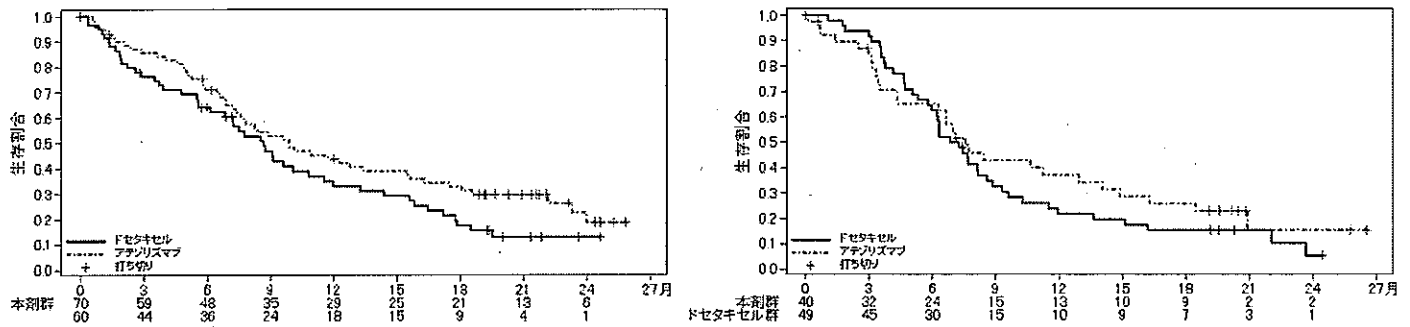 生存割合
1.0
0.9
0.8
0.7
0.6
0.5
0.4
0.3
0.2
0.1
0.0
ドセタキセル
アテゾリズマブ
打ち切り
0 3 6 9 12 15 18 21 24 27月
本剤群 70 59 48 35 29 25 21 13 6
60 44 36 24 18 16 9 4 1
生存割合
1.0
0.9
0.8
0.7
0.6
0.5
0.4
0.3
0.2
0.1
0.0
ドセタキセル
アテゾリズマブ
打ち切り
0 3 6 9 12 15 18 21 24 27月
本剤群 40 32 24 15 13 10 9 2 2
ドセタキセル群 49 45 30 15 10 9 7 3 1